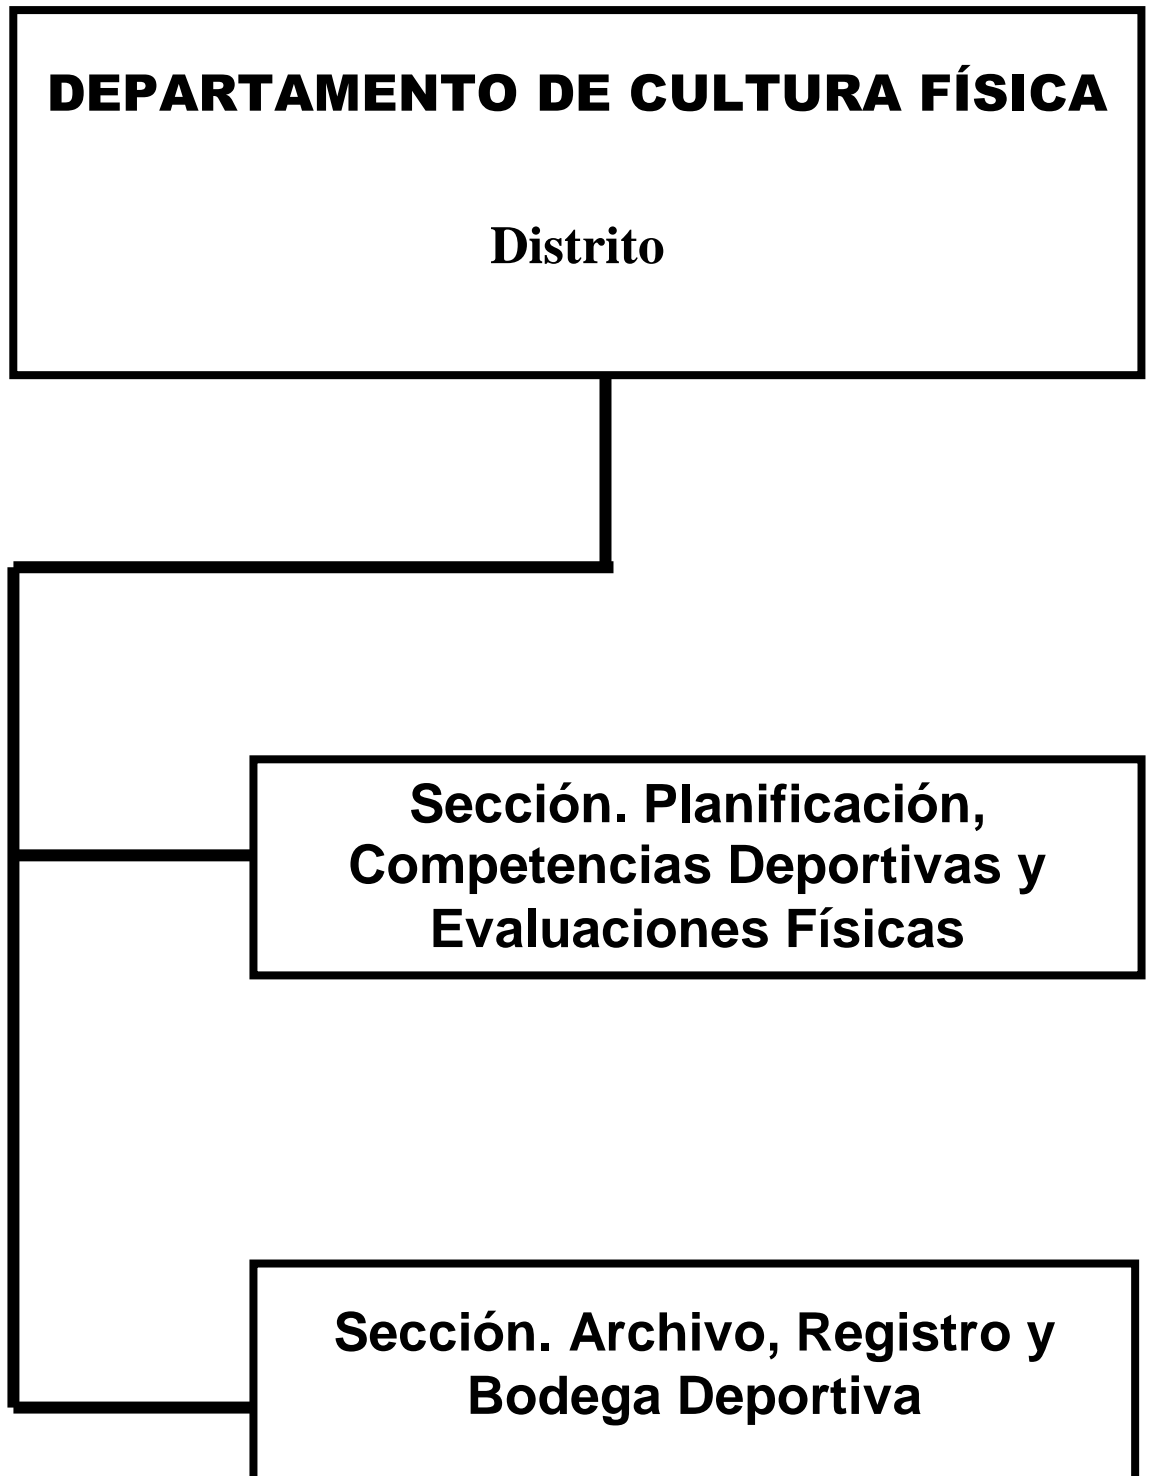 DEPARTAMENTO DE CULTURA FÍSICA
Distrito
Sección. Planificación,
Competencias Deportivas y
Evaluaciones Físicas
Sección. Archivo, Registro y
Bodega Deportiva